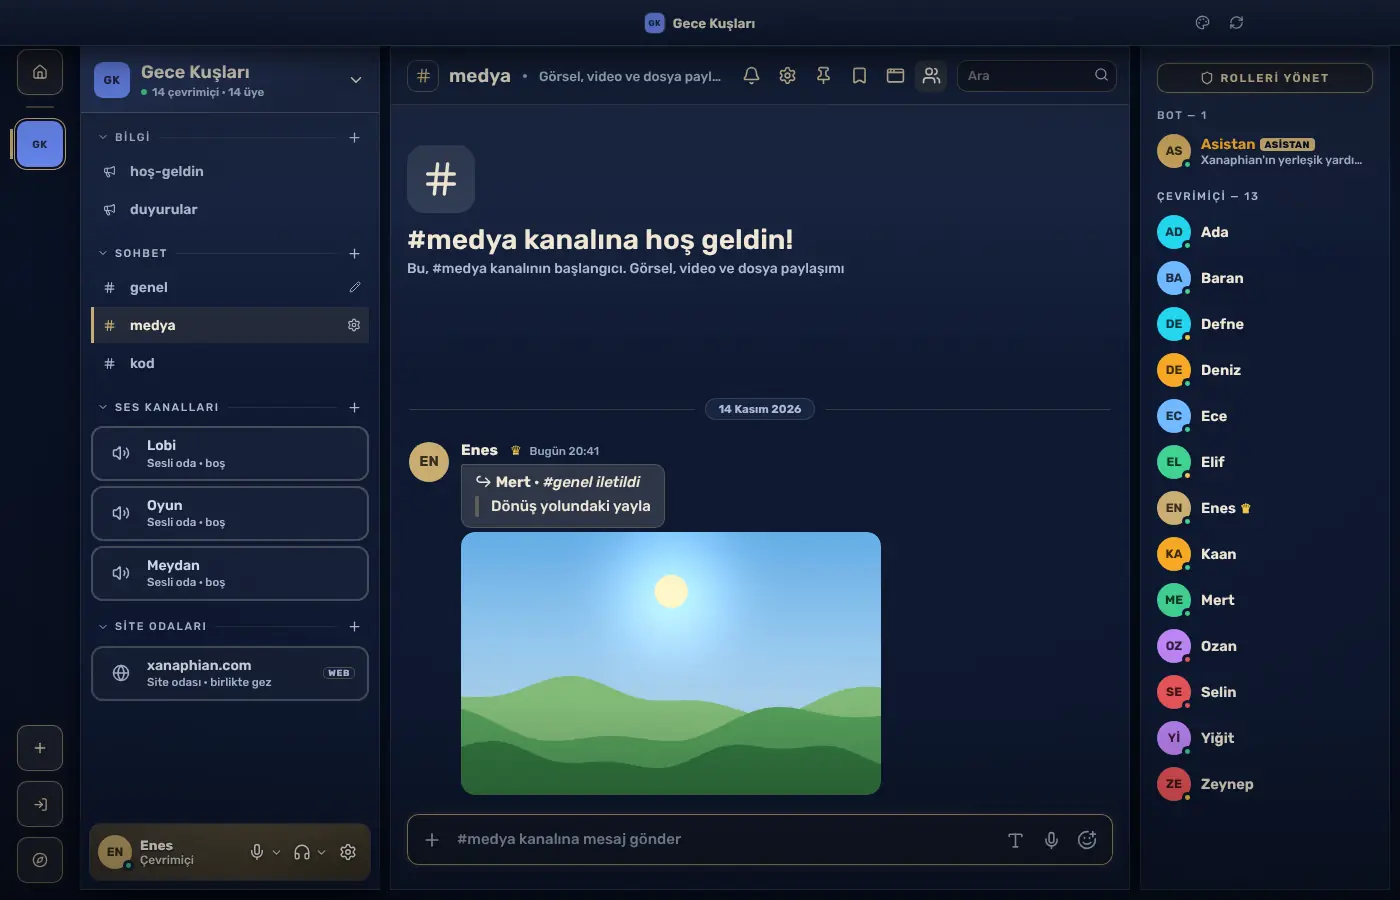 GK Gece Kuşları
GK
GK
Gece Kuşları
14 çevrimiçi · 14 üye
BİLGİ
hoş-geldin
duyurular
SOHBET
# genel
# medya
# kod
SES KANALLARI
Lobi
Sesli oda · boş
Oyun
Sesli oda · boş
Meydan
Sesli oda · boş
SİTE ODALARI
xanaphian.com
Site odası · birlikte gez
WEB
EN
Enes
Çevrimiçi
# medya • Görsel, video ve dosya payl...
Ara
#
#medya kanalına hoş geldin!
Bu, #medya kanalının başlangıcı. Görsel, video ve dosya paylaşımı
14 Kasım 2026
EN
Enes Bugün 20:41
Mert · #genel iletildi
Dönüş yolundaki yayla
#medya kanalına mesaj gönder
ROLLERİ YÖNET
BOT — 1
AS
Asistan ASİSTAN
Xanaphian'ın yerleşik yardı...
ÇEVRİMİÇİ — 13
AD Ada
BA Baran
DE Defne
DE Deniz
EC Ece
EL Elif
EN Enes
KA Kaan
ME Mert
OZ Ozan
SE Selin
Yİ Yiğit
ZE Zeynep